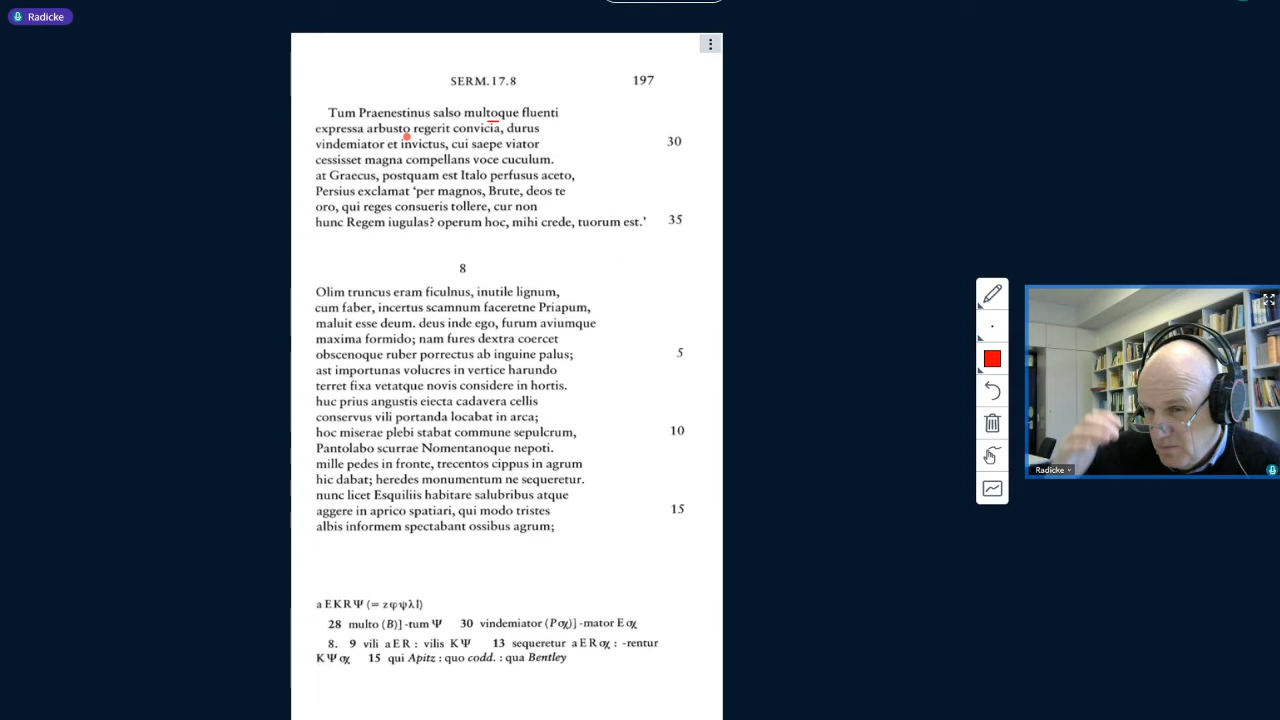 Radicke
SERM. I 7.8 197
Tum Praenestinus salso multoque fluenti
expressa arbusto regerit convicia, durus
vindemiator et invictus, cui saepe viator 30
cessisset magna compellans voce cuculum.
at Graecus, postquam est Italo perfusus aceto,
Persius exclamat ‘per magnos, Brute, deos te
oro, qui reges consueris tollere, cur non
hunc Regem iugulas? operum hoc, mihi crede, tuorum est.’ 35
8
Olim truncus eram ficulnus, inutile lignum,
cum faber, incertus scamnum faceretne Priapum,
maluit esse deum. deus inde ego, furum aviumque
maxima formido; nam fures dextra coercet
obscenoque ruber porrectus ab inguine palus; 5
ast importunas volucres in vertice harundo
terret fixa vetatque novis considere in hortis.
huc prius angustis eiecta cadavera cellis
conservus vili portanda locabat in arca;
hoc miserae plebi stabat commune sepulcrum, 10
Pantolabo scurrae Nomentanoque nepoti.
mille pedes in fronte, trecentos cippus in agrum
hic dabat; heredes monumentum ne sequeretur.
nunc licet Esquiliis habitare salubribus atque
aggere in aprico spatiari, qui modo tristes 15
albis informem spectabant ossibus agrum;
a E K R Ψ (= z φ ψ λ l)
28 multo (B)] -tum Ψ 30 vindemiator (Pσχ)] -mator E σχ
8. 9 vili a E R : vilis K Ψ 13 sequeretur a E R σχ : -rentur
K Ψ σχ 15 qui Apitz : quo codd. : qua Bentley
Radicke